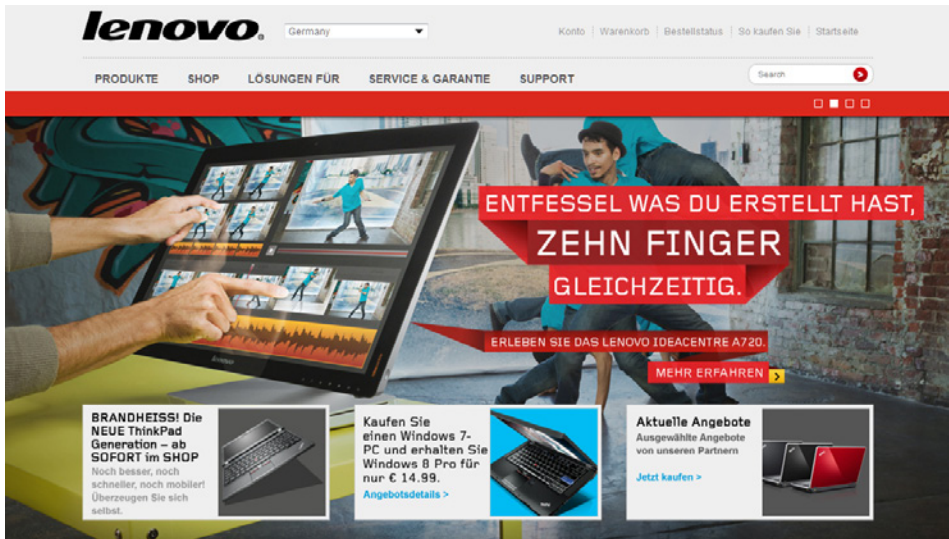 lenovo
Germany
Konto
Warenkorb
Bestellstatus
So kaufen Sie
Startseite
PRODUKTE
SHOP
LÖSUNGEN FÜR
SERVICE & GARANTIE
SUPPORT
Search
ENTFESSEL WAS DU ERSTELLT HAST,
ZEHN FINGER
GLEICHZEITIG.
ERLEBEN SIE DAS LENOVO IDEACENTRE A720.
MEHR ERFAHREN
lenovo
BRANDHEISS! Die
NEUE ThinkPad
Generation – ab
SOFORT im SHOP
Noch besser, noch
schneller, noch mobiler!
Überzeugen Sie sich
selbst.
Kaufen Sie
einen Windows 7-
PC und erhalten Sie
Windows 8 Pro für
nur € 14.99.
Angebotsdetails >
Aktuelle Angebote
Ausgewählte Angebote
von unseren Partnern
Jetzt kaufen >